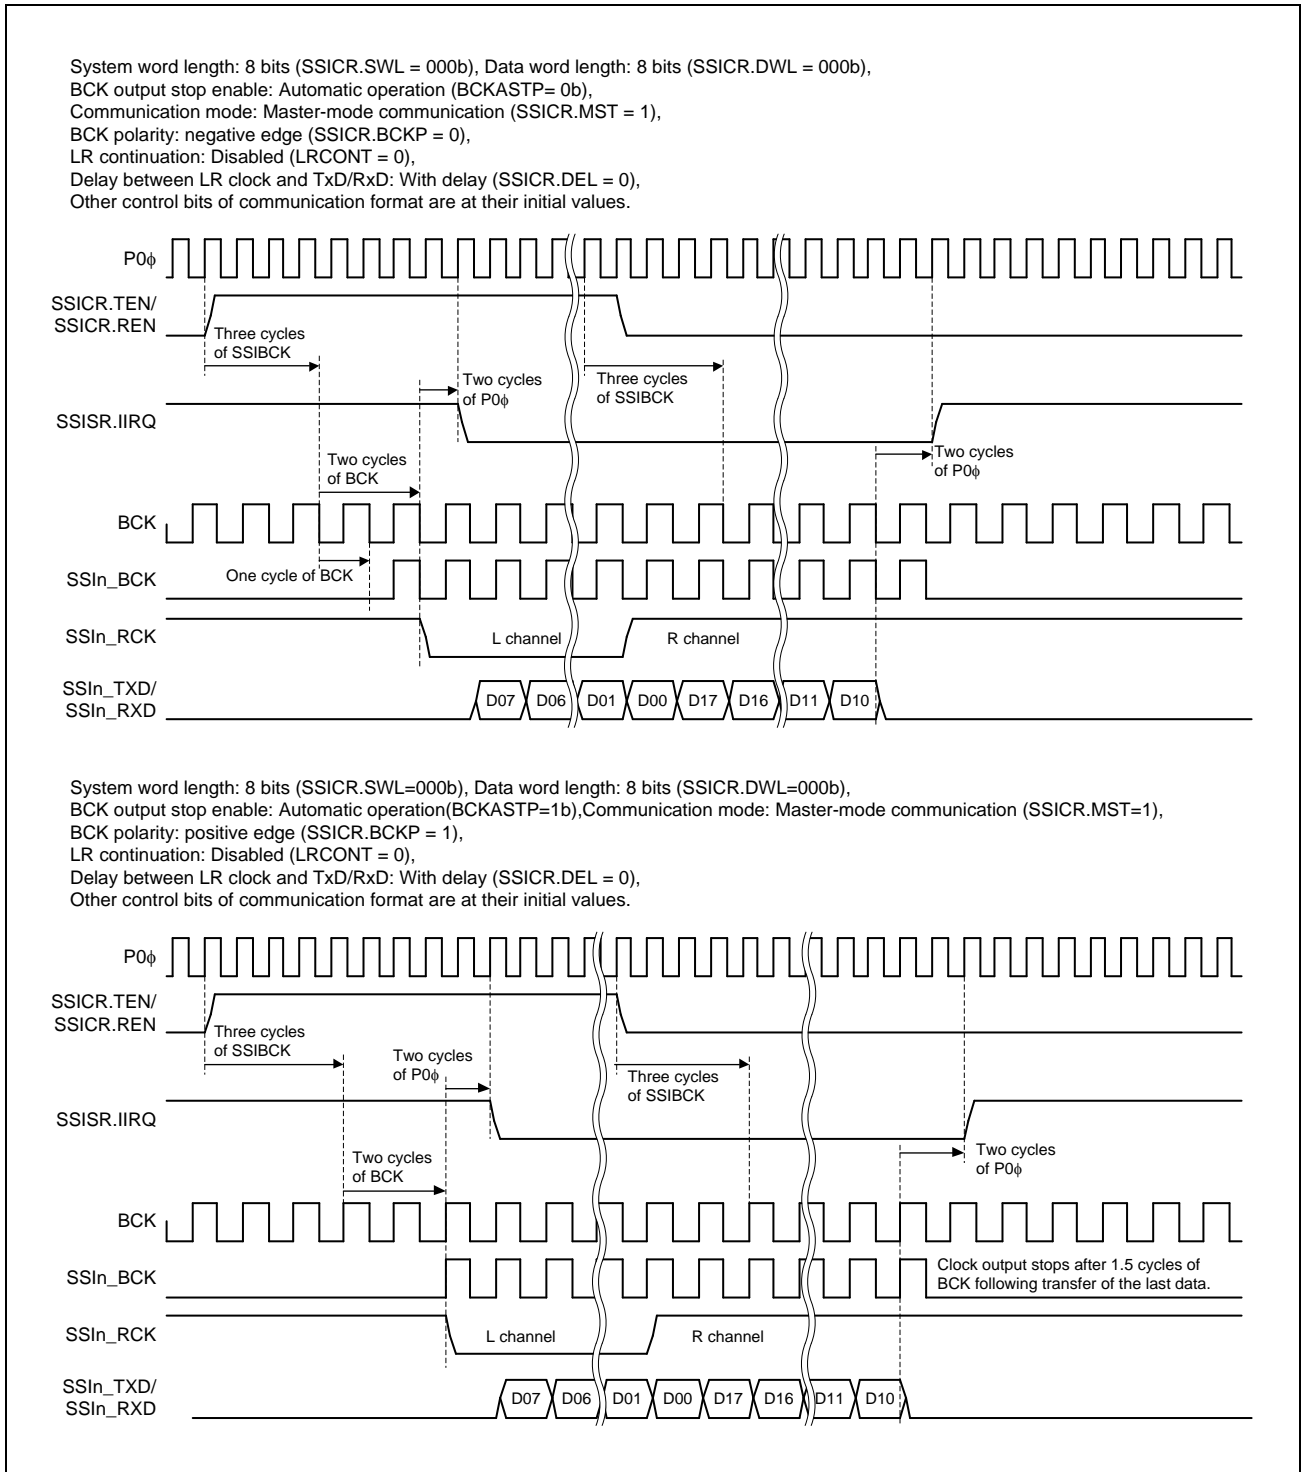 System word length: 8 bits (SSICR.SWL = 000b), Data word length: 8 bits (SSICR.DWL = 000b),
BCK output stop enable: Automatic operation (BCKASTP= 0b),
Communication mode: Master-mode communication (SSICR.MST = 1),
BCK polarity: negative edge (SSICR.BCKP = 0),
LR continuation: Disabled (LRCONT = 0),
Delay between LR clock and TxD/RxD: With delay (SSICR.DEL = 0),
Other control bits of communication format are at their initial values.
P0ϕ
SSICR.TEN/
SSICR.REN
Three cycles
of SSIBCK
Two cycles
of P0ϕ
Three cycles
of SSIBCK
SSISR.IIRQ
Two cycles
of BCK
Two cycles
of P0ϕ
BCK
One cycle of BCK
SSIn_BCK
SSIn_RCK
L channel
R channel
SSIn_TXD/
SSIn_RXD
D07 D06 D01 D00 D17 D16 D11 D10
System word length: 8 bits (SSICR.SWL=000b), Data word length: 8 bits (SSICR.DWL=000b),
BCK output stop enable: Automatic operation(BCKASTP=1b),Communication mode: Master-mode communication (SSICR.MST=1),
BCK polarity: positive edge (SSICR.BCKP = 1),
LR continuation: Disabled (LRCONT = 0),
Delay between LR clock and TxD/RxD: With delay (SSICR.DEL = 0),
Other control bits of communication format are at their initial values.
P0ϕ
SSICR.TEN/
SSICR.REN
Three cycles
of SSIBCK
Two cycles
of P0ϕ
Three cycles
of SSIBCK
SSISR.IIRQ
Two cycles
of BCK
Two cycles
of P0ϕ
BCK
SSIn_BCK
Clock output stops after 1.5 cycles of
BCK following transfer of the last data.
SSIn_RCK
L channel
R channel
SSIn_TXD/
SSIn_RXD
D07 D06 D01 D00 D17 D16 D11 D10